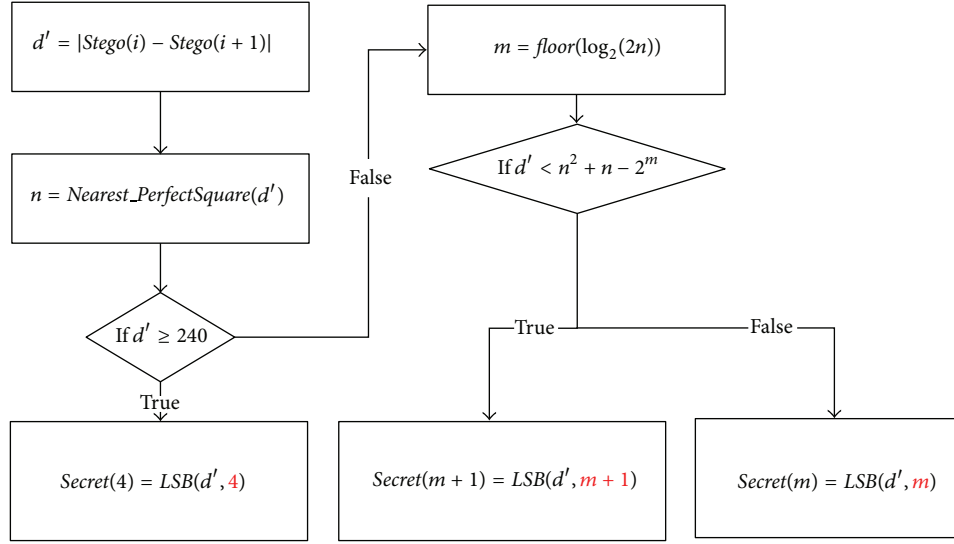 d′ = |Stego(i) − Stego(i + 1)|
n = Nearest_PerfectSquare(d′)
If d′ ≥ 240
True
Secret(4) = LSB(d′, 4)
False
m = floor(log₂(2n))
If d′ < n² + n − 2ᵐ
True
False
Secret(m + 1) = LSB(d′, m + 1)
Secret(m) = LSB(d′, m)